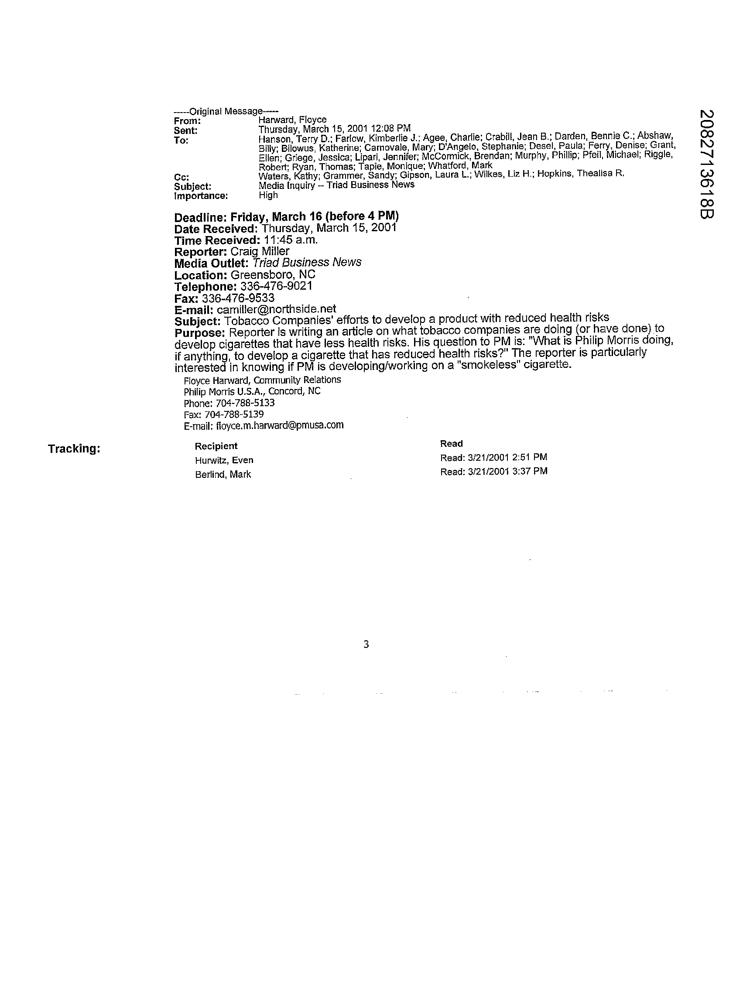 -----Original Message-----
From: Harward, Floyce
Sent: Thursday, March 15, 2001 12:08 PM
To: Hanson, Terry D.; Farlow, Kimberlie J.; Agee, Charlie; Crabill, Jean B.; Darden, Bennie C.; Abshaw,
Billy; Bilowus, Katherine; Carnovale, Mary; D'Angelo, Stephanie; Desel, Paula; Ferry, Denise; Grant,
Ellen; Griego, Jessica; Lipari, Jennifer; McCormick, Brendan; Murphy, Phillip; Pfeil, Michael; Riggle,
Robert; Ryan, Thomas; Tapie, Monique; Whatford, Mark
Cc: Waters, Kathy; Grammer, Sandy; Gipson, Laura L.; Wilkes, Liz H.; Hopkins, Thealisa R.
Subject: Media Inquiry -- Triad Business News
Importance: High
Deadline: Friday, March 16 (before 4 PM)
Date Received: Thursday, March 15, 2001
Time Received: 11:45 a.m.
Reporter: Craig Miller
Media Outlet: Triad Business News
Location: Greensboro, NC
Telephone: 336-476-9021
Fax: 336-476-9533
E-mail: camiller@northside.net
Subject: Tobacco Companies' efforts to develop a product with reduced health risks
Purpose: Reporter is writing an article on what tobacco companies are doing (or have done) to
develop cigarettes that have less health risks. His question to PM is: "What is Philip Morris doing,
if anything, to develop a cigarette that has reduced health risks?" The reporter is particularly
interested in knowing if PM is developing/working on a "smokeless" cigarette.
Floyce Harward, Community Relations
Philip Morris U.S.A., Concord, NC
Phone: 704-788-5133
Fax: 704-788-5139
E-mail: floyce.m.harward@pmusa.com
Tracking: Recipient Read
Hurwitz, Even Read: 3/21/2001 2:51 PM
Berlind, Mark Read: 3/21/2001 3:37 PM
3
2082713618B